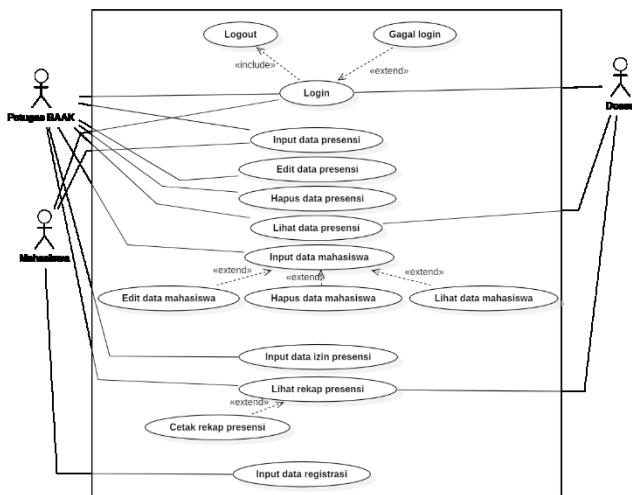 Logout
Gagal login
«include»
«extend»
Login
Petugas BAAK
Dosen
Input data presensi
Edit data presensi
Hapus data presensi
Lihat data presensi
Mahasiswa
Input data mahasiswa
«extend»
«extend»
«extend»
Edit data mahasiswa
Hapus data mahasiswa
Lihat data mahasiswa
Input data izin presensi
Lihat rekap presensi
«extend»
Cetak rekap presensi
Input data registrasi